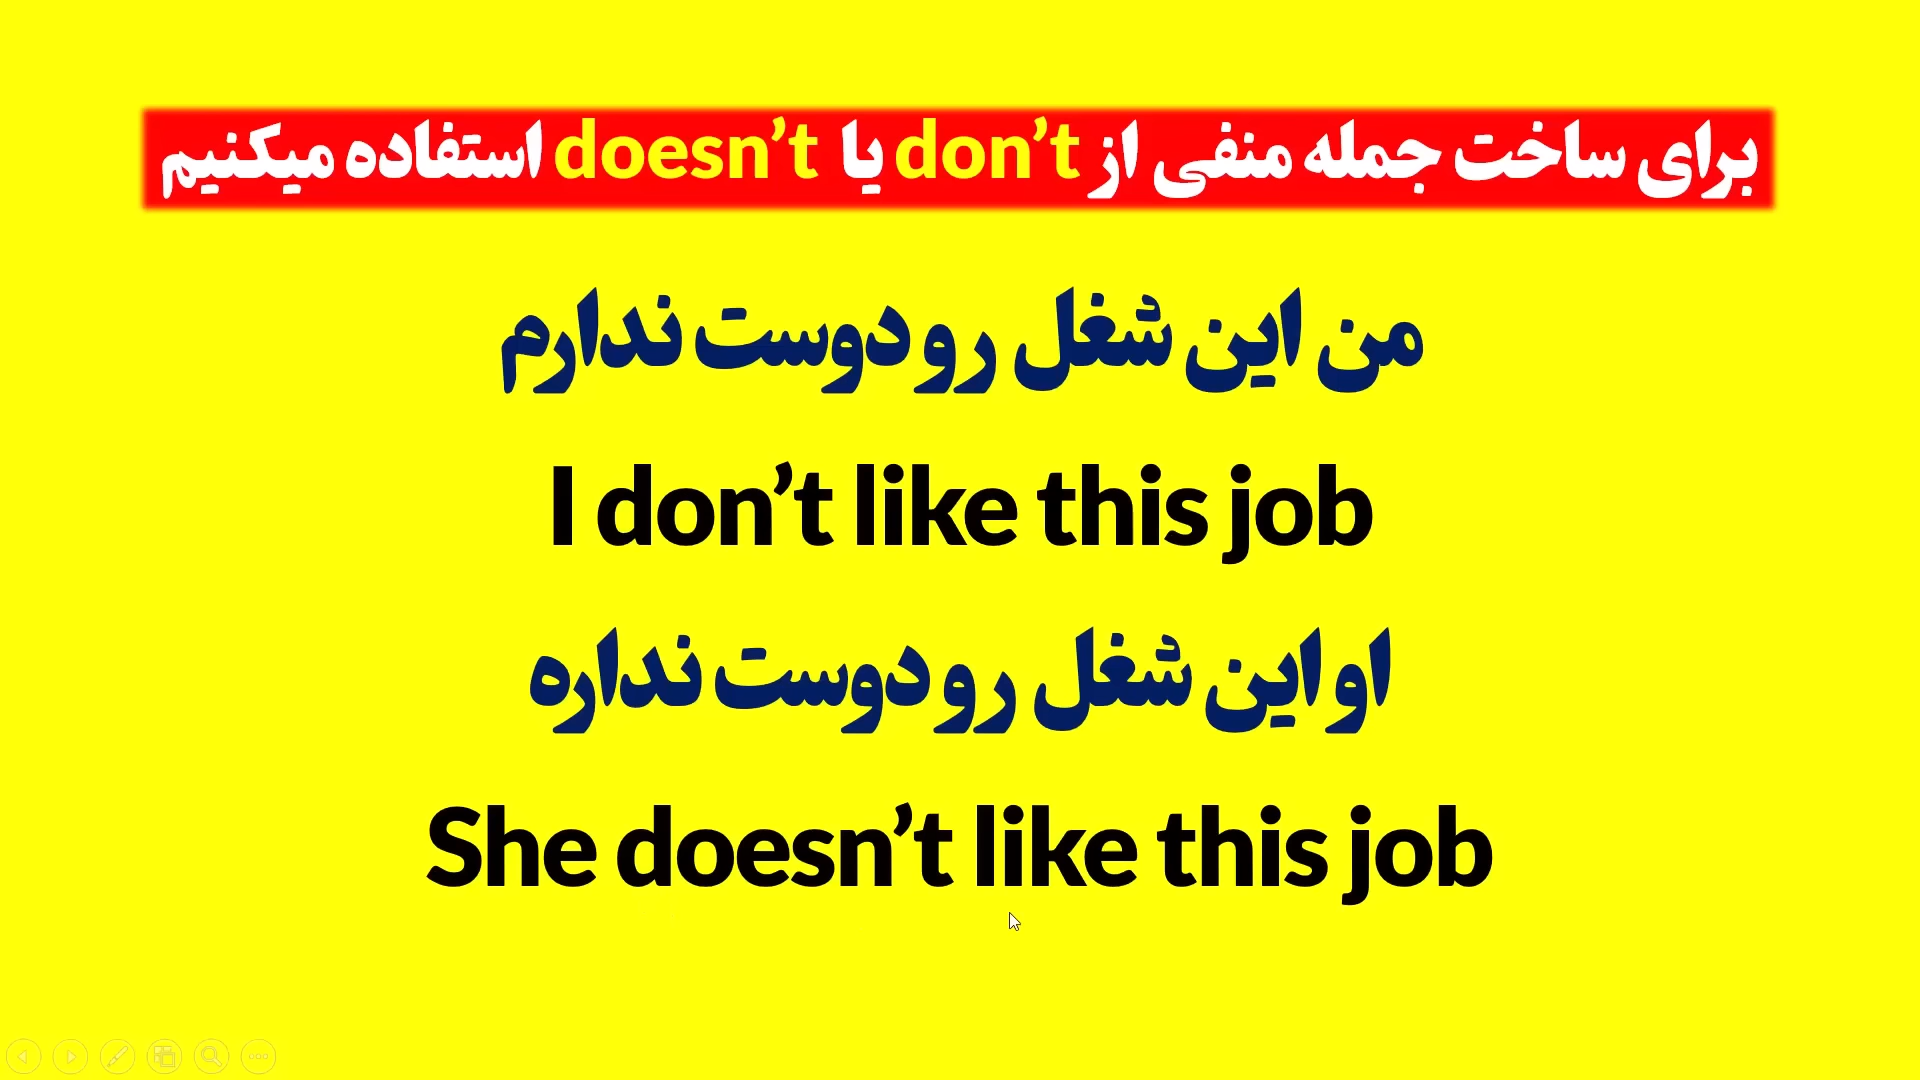 برای ساخت جمله منفی از don’t یا doesn’t استفاده میکنیم
من این شغل رو دوست ندارم
I don’t like this job
او این شغل رو دوست نداره
She doesn’t like this job